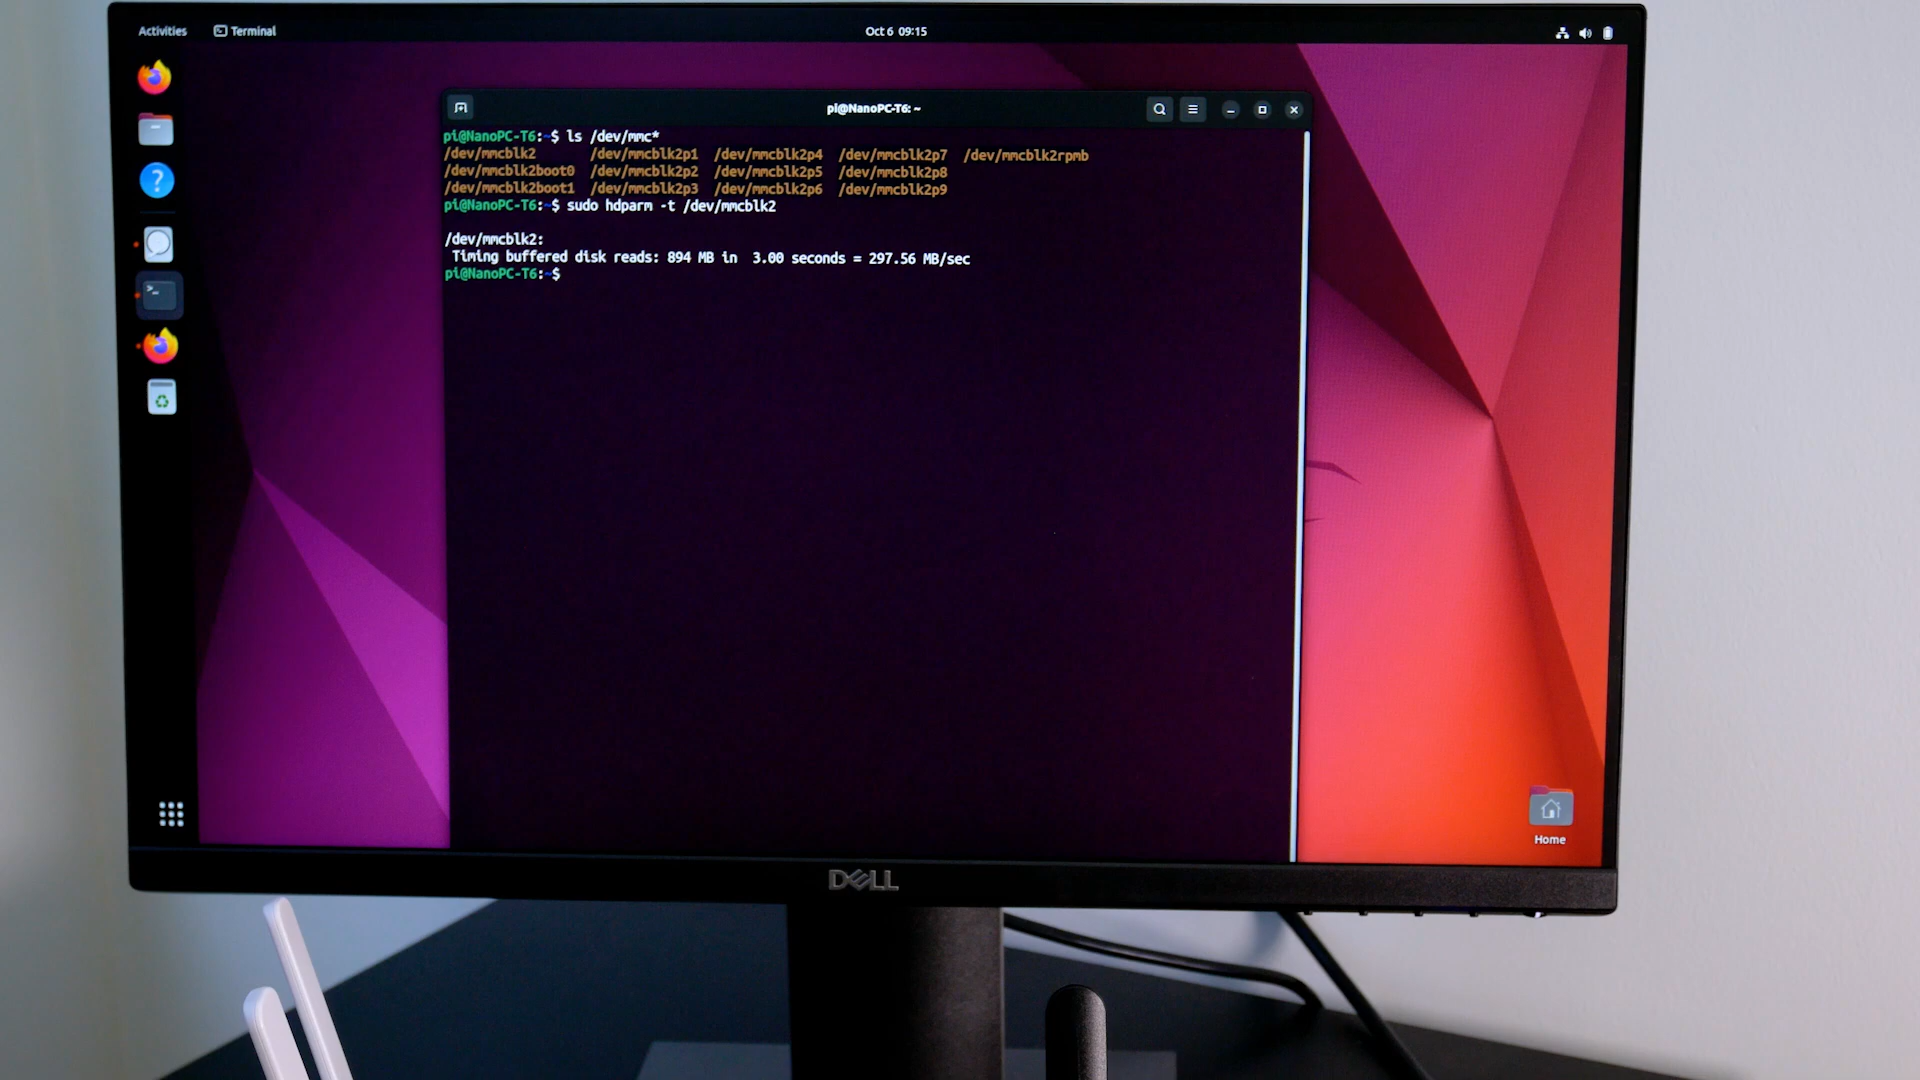 Activities Terminal Oct 6 09:15
pi@NanoPC-T6: ~
pi@NanoPC-T6:~$ ls /dev/mmc*
/dev/mmcblk2 /dev/mmcblk2p1 /dev/mmcblk2p4 /dev/mmcblk2p7 /dev/mmcblk2rpmb
/dev/mmcblk2boot0 /dev/mmcblk2p2 /dev/mmcblk2p5 /dev/mmcblk2p8
/dev/mmcblk2boot1 /dev/mmcblk2p3 /dev/mmcblk2p6 /dev/mmcblk2p9
pi@NanoPC-T6:~$ sudo hdparm -t /dev/mmcblk2
/dev/mmcblk2:
Timing buffered disk reads: 894 MB in 3.00 seconds = 297.56 MB/sec
pi@NanoPC-T6:~$
Home
DELL